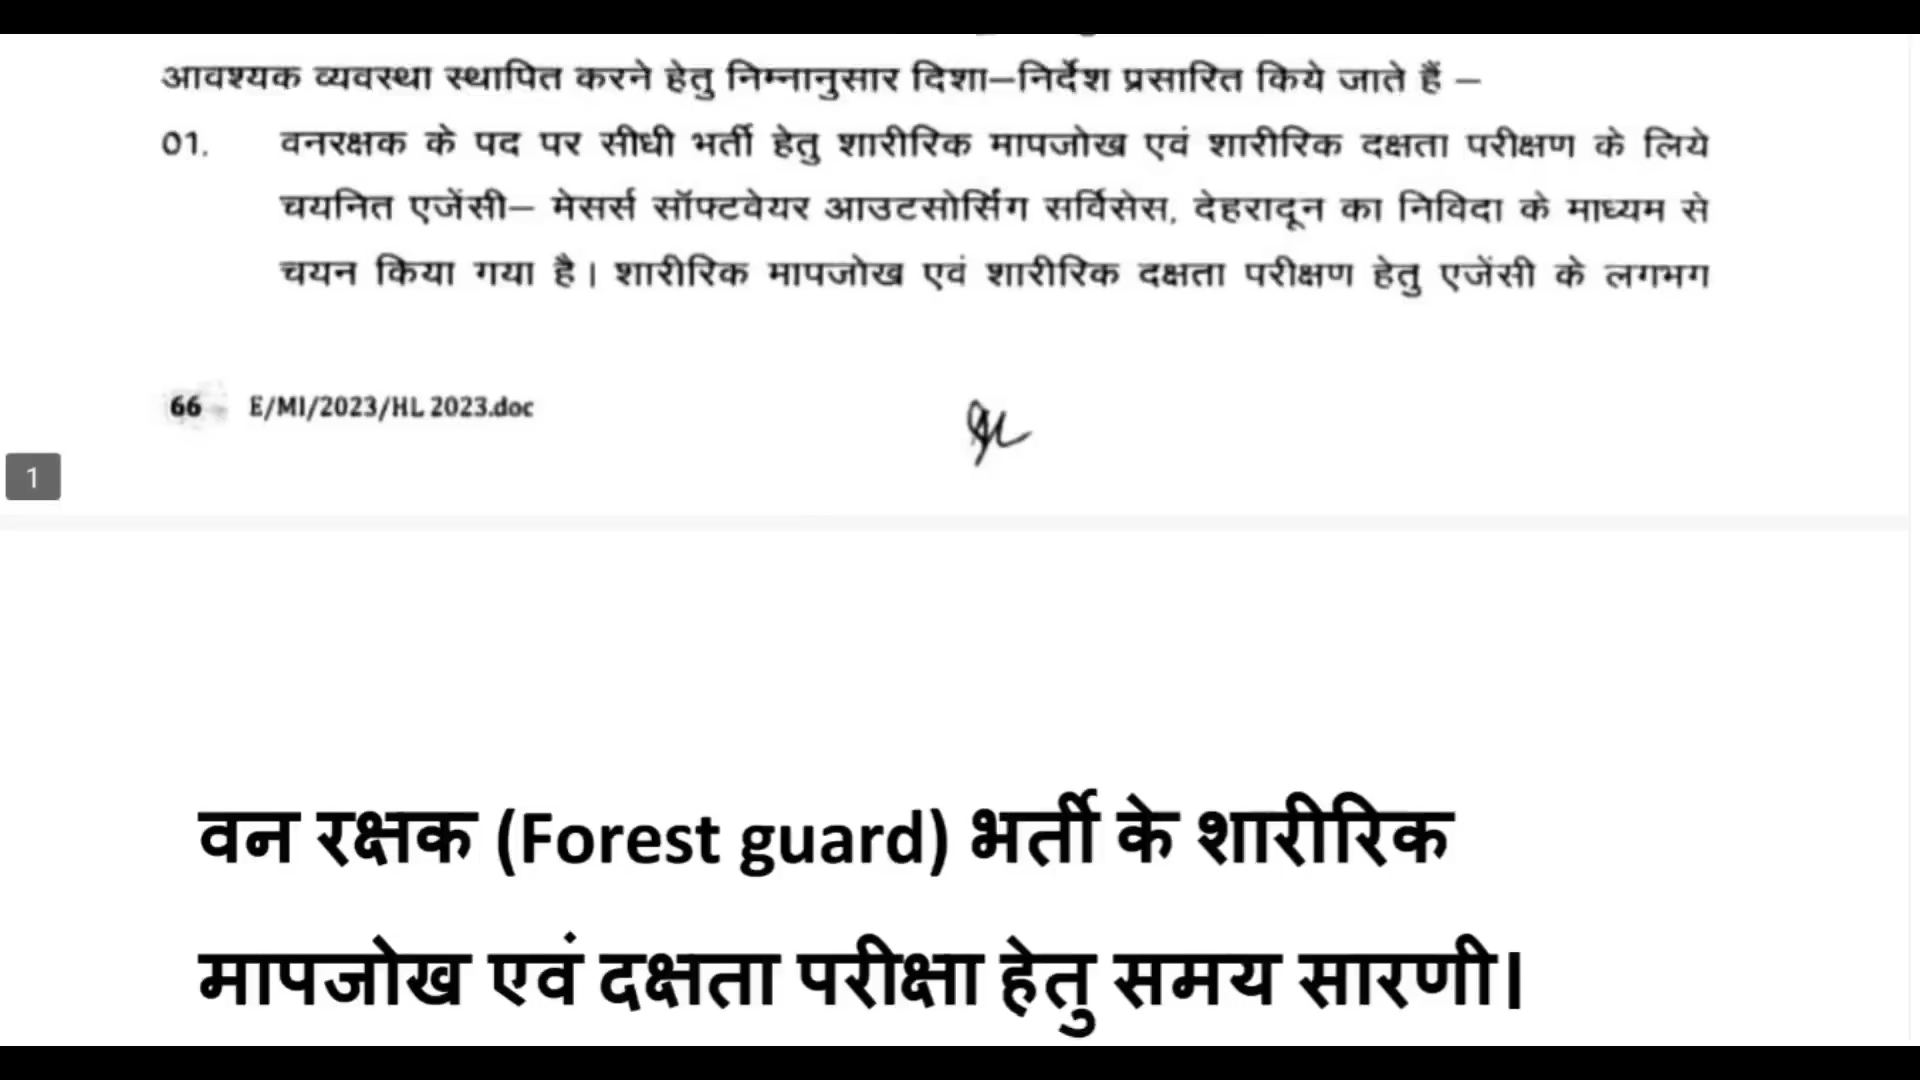 आवश्यक व्यवस्था स्थापित करने हेतु निम्नानुसार दिशा–निर्देश प्रसारित किये जाते हैं –
01. वनरक्षक के पद पर सीधी भर्ती हेतु शारीरिक मापजोख एवं शारीरिक दक्षता परीक्षण के लिये
चयनित एजेंसी– मेसर्स सॉफ्टवेयर आउटसोर्सिंग सर्विसेस, देहरादून का निविदा के माध्यम से
चयन किया गया है। शारीरिक मापजोख एवं शारीरिक दक्षता परीक्षण हेतु एजेंसी के लगभग
66 E/MI/2023/HL 2023.doc
1
वन रक्षक (Forest guard) भर्ती के शारीरिक
मापजोख एवं दक्षता परीक्षा हेतु समय सारणी।